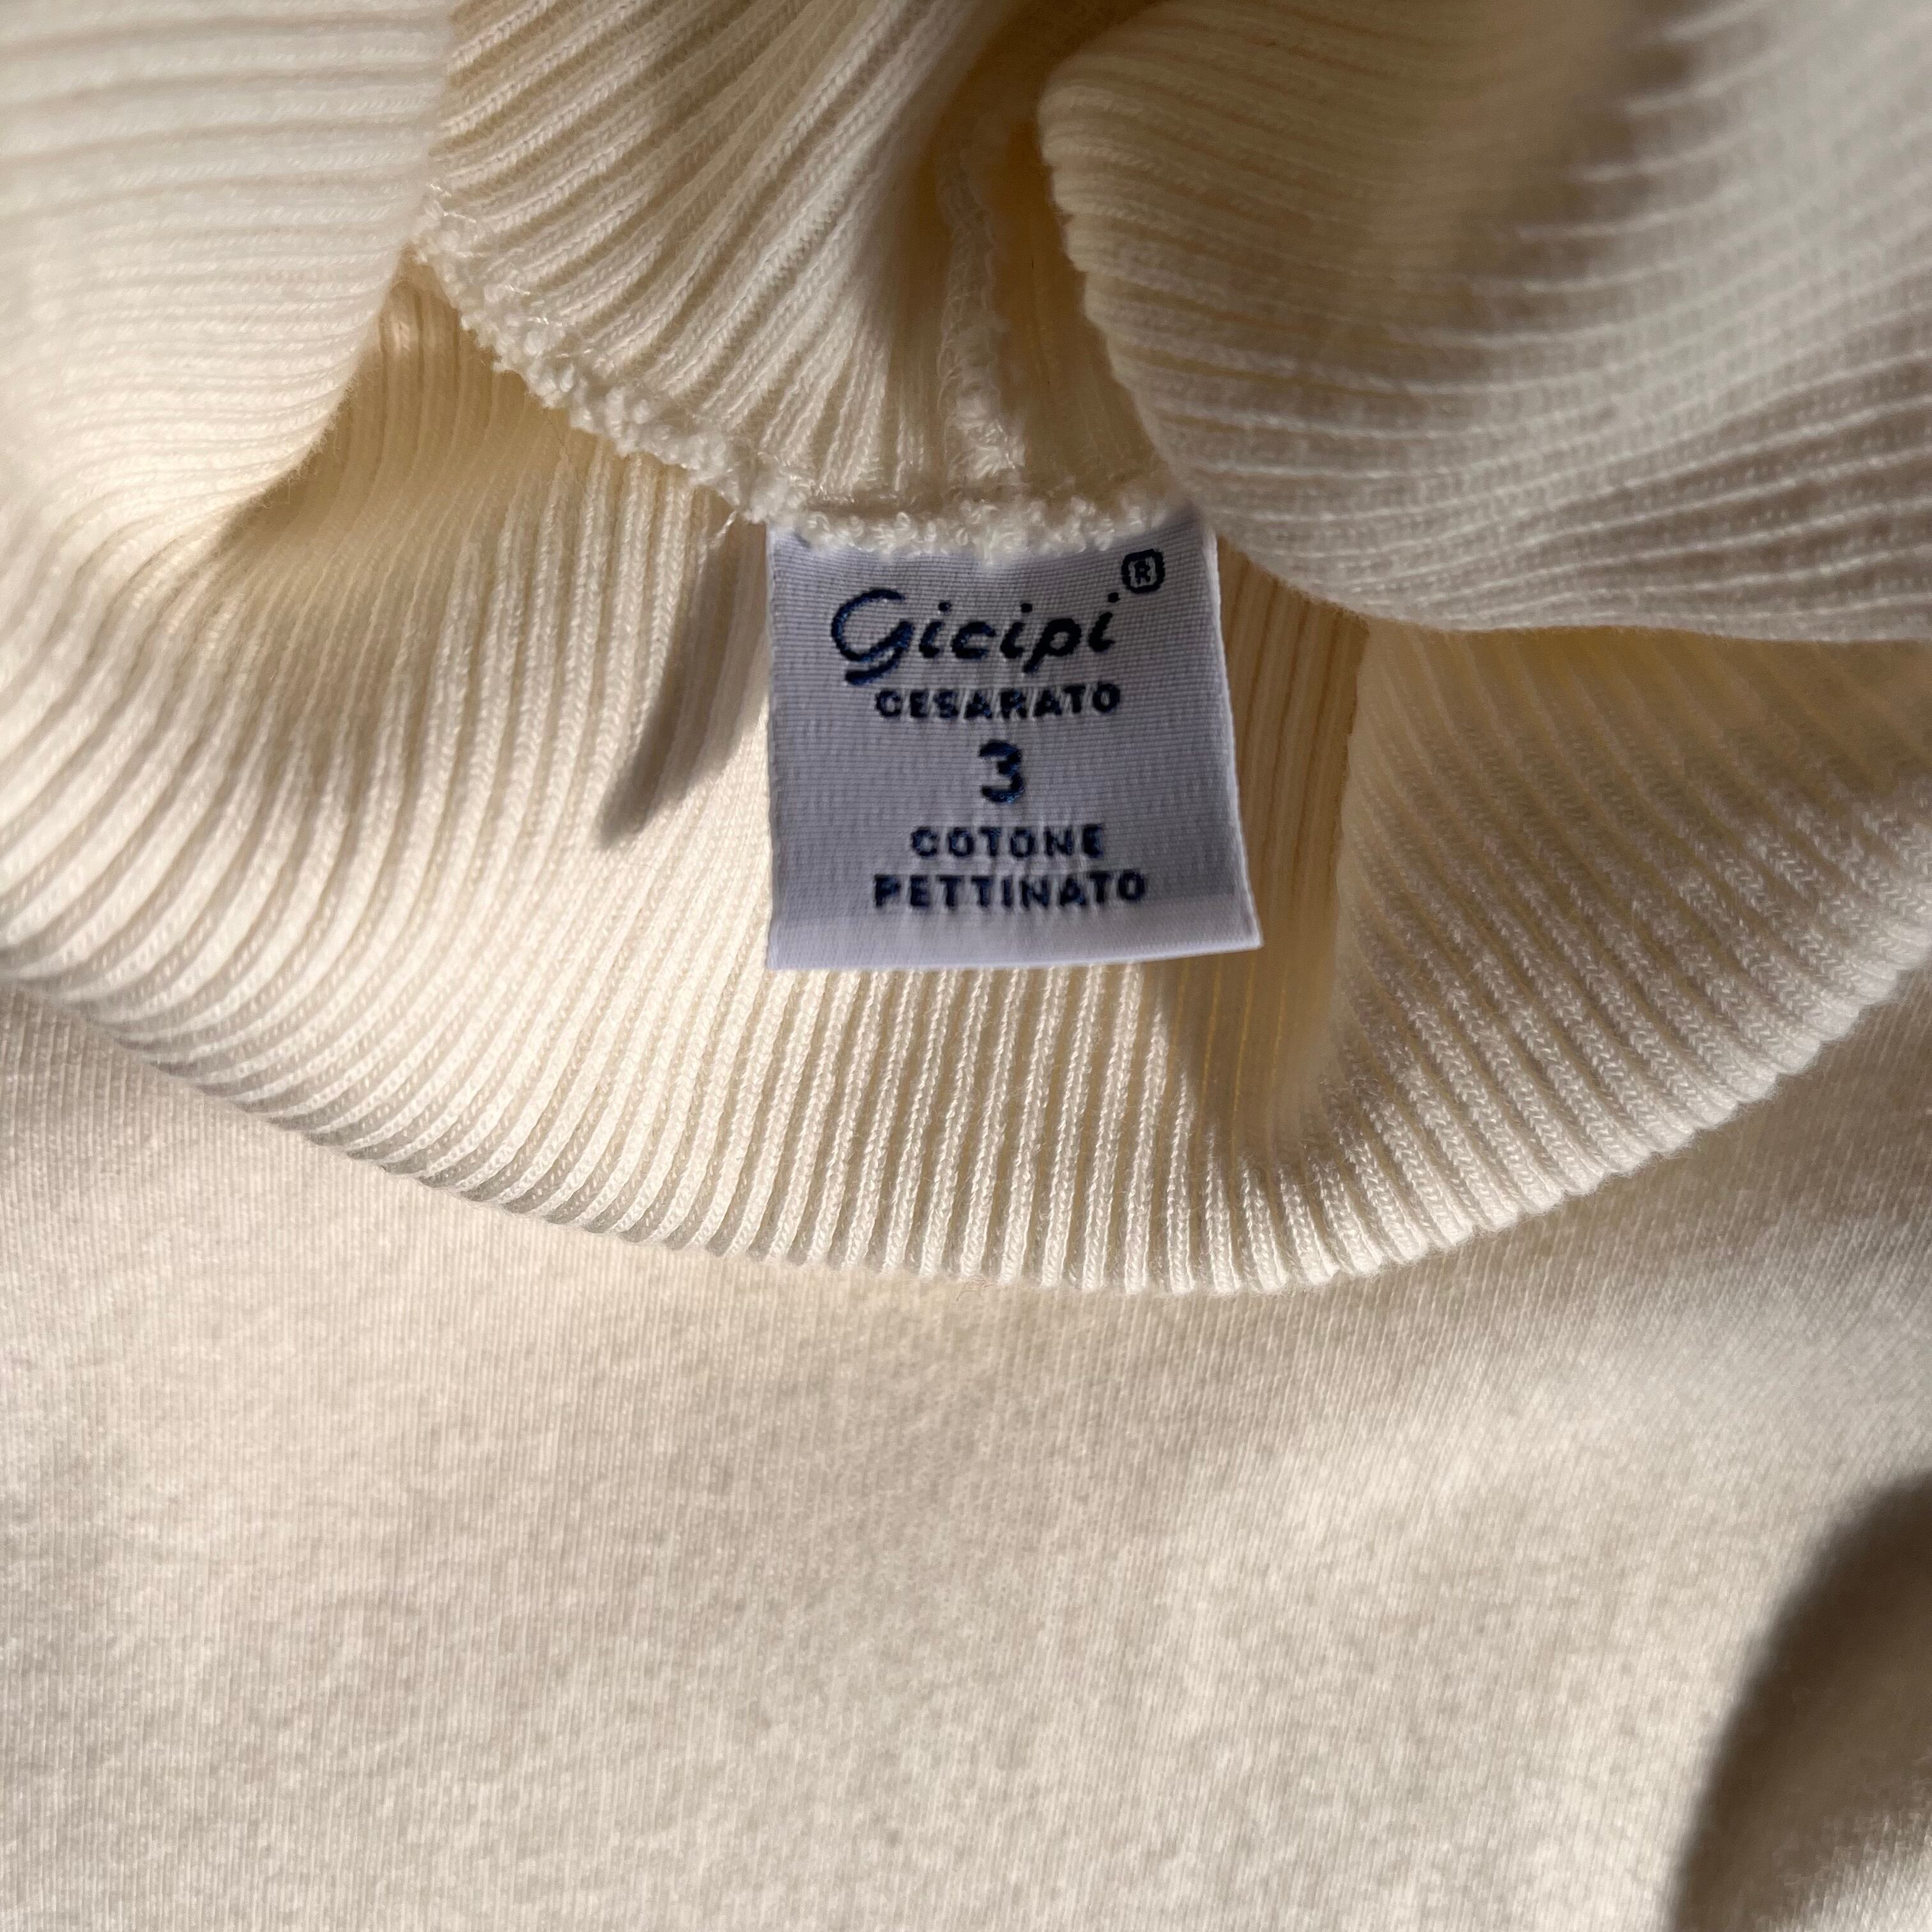 Gicipi®
CESARATO
3
COTONE
PETTINATO